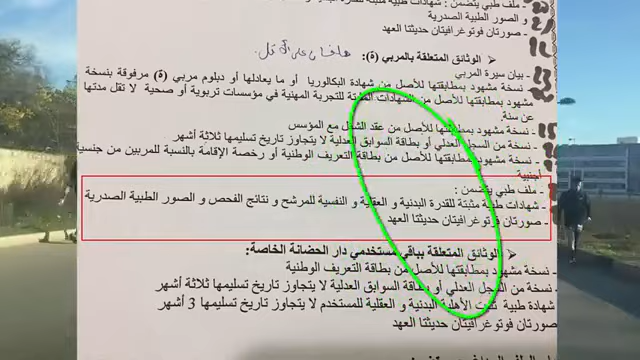 - ملف طبي يتضمن : شهادات طبية مثبتة للقدرة البدنية و العقلية
و الصور الطبية الصدرية
- صورتان فوتوغرافيتان حديثتا العهد
الوثائق المتعلقة بالمربي (ة):
- بيان سيرة المربي
- نسخة مشهود بمطابقتها للأصل من شهادة البكالوريا أو ما يعادلها أو دبلوم مربي (ة) مرفوقة بنسخة
مشهود بمطابقتها للأصل من الشهادات المثبتة للتجربة المهنية في مؤسسات تربوية أو صحية لا تقل مدتها
عن سنة.
- نسخة مشهود بمطابقتها للأصل من عقد الشغل مع المؤسس
- نسخة من السجل العدلي أو بطاقة السوابق العدلية لا يتجاوز تاريخ تسليمها ثلاثة أشهر
- نسخة مشهود بمطابقتها للأصل من بطاقة التعريف الوطنية أو رخصة الإقامة بالنسبة للمربين من جنسية
أجنبية
- ملف طبي يتضمن :
- شهادات طبية مثبتة للقدرة البدنية و العقلية و النفسية للمرشح و نتائج الفحص و الصور الطبية الصدرية
- صورتان فوتوغرافيتان حديثتا العهد
الوثائق المتعلقة بباقي مستخدمي دار الحضانة الخاصة:
- نسخة مشهود بمطابقتها للأصل من بطاقة التعريف الوطنية
- نسخة من السجل العدلي أو بطاقة السوابق العدلية لا يتجاوز تاريخ تسليمها ثلاثة أشهر
- شهادة طبية تثبت الأهلية البدنية و العقلية للمستخدم لا يتجاوز تاريخ تسليمها 3 أشهر
- صورتان فوتوغرافيتان حديثتا العهد